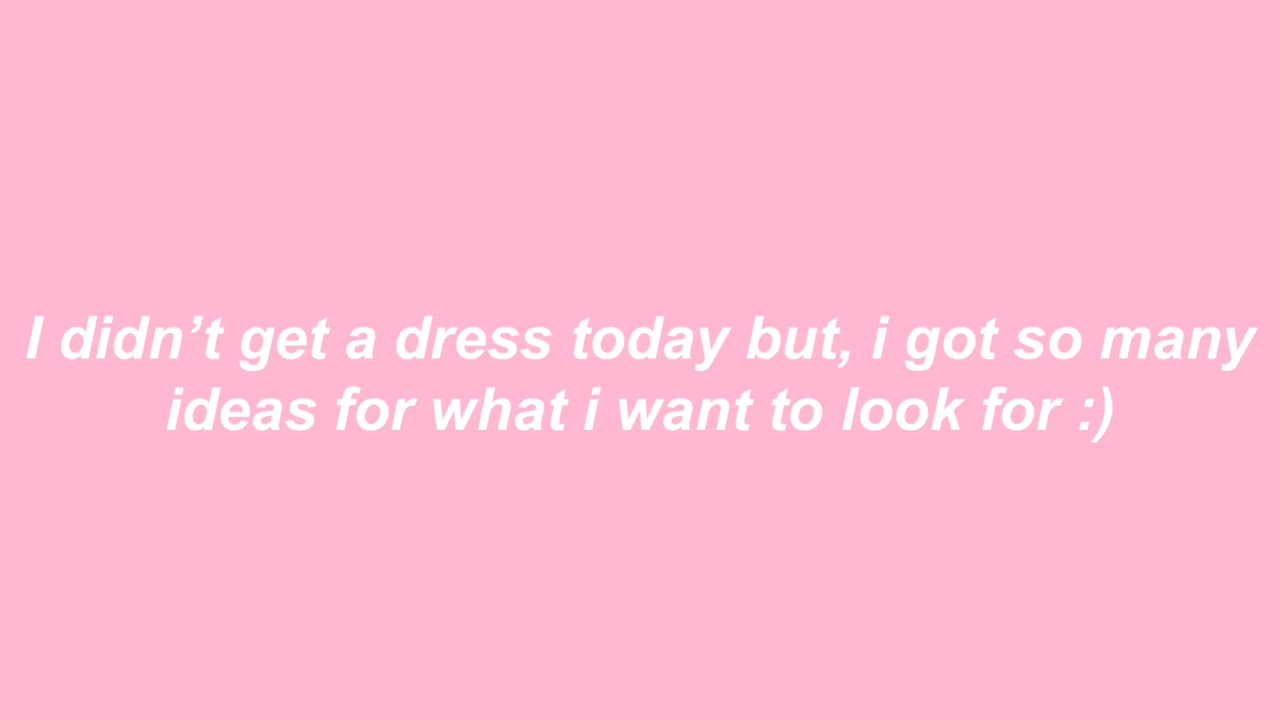 I didn’t get a dress today but, i got so many
ideas for what i want to look for :)